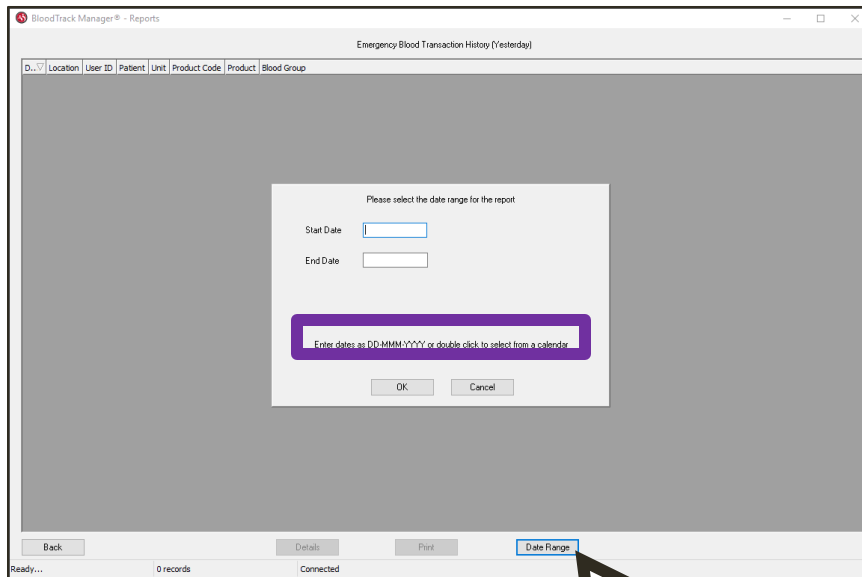 BloodTrack Manager® - Reports
Emergency Blood Transaction History (Yesterday)
D.. Location User ID Patient Unit Product Code Product Blood Group
Please select the date range for the report
Start Date
End Date
Enter dates as DD-MMM-YYYY or double click to select from a calendar
OK Cancel
Back Details Print Date Range
Ready... 0 records Connected